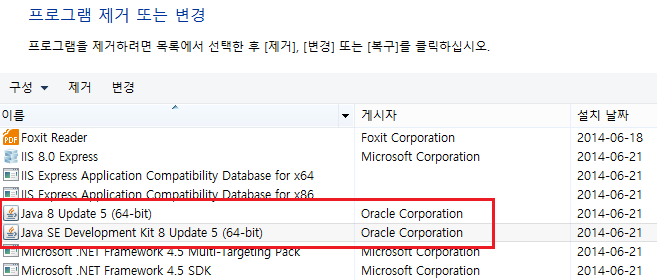 프로그램 제거 또는 변경
프로그램을 제거하려면 목록에서 선택한 후 [제거], [변경] 또는 [복구]를 클릭하십시오.
구성 제거 변경
이름 게시자 설치 날짜
PDF Foxit Reader Foxit Corporation 2014-06-18
IIS 8.0 Express Microsoft Corporation 2014-06-21
IIS Express Application Compatibility Database for x64 2014-06-21
IIS Express Application Compatibility Database for x86 2014-06-21
Java 8 Update 5 (64-bit) Oracle Corporation 2014-06-21
Java SE Development Kit 8 Update 5 (64-bit) Oracle Corporation 2014-06-21
Microsoft .NET Framework 4.5 Multi-Targeting Pack Microsoft Corporation 2014-06-21
Microsoft .NET Framework 4.5 SDK Microsoft Corporation 2014-06-21